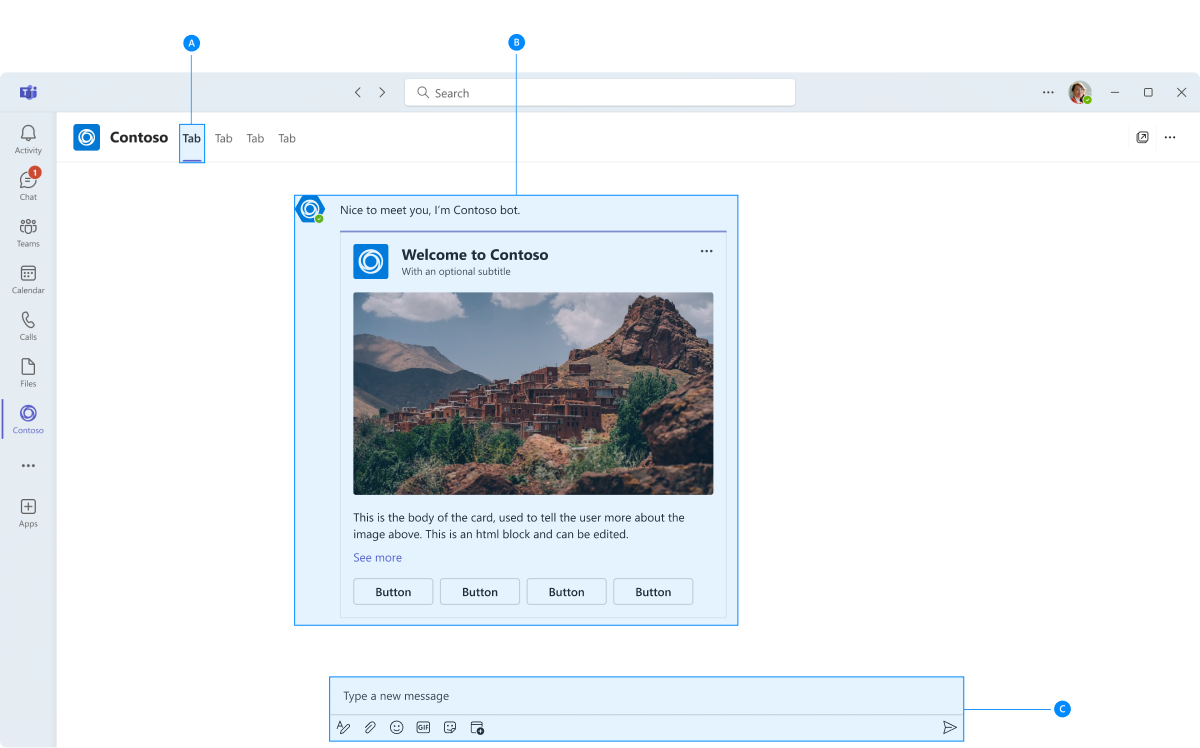 A
B
Search
Contoso
Tab
Tab
Tab
Tab
Activity
1
Chat
Teams
Calendar
Calls
Files
Contoso
Apps
Nice to meet you, I'm Contoso bot.
Welcome to Contoso
With an optional subtitle
This is the body of the card, used to tell the user more about the
image above. This is an html block and can be edited.
See more
Button
Button
Button
Button
Type a new message
GIF
C